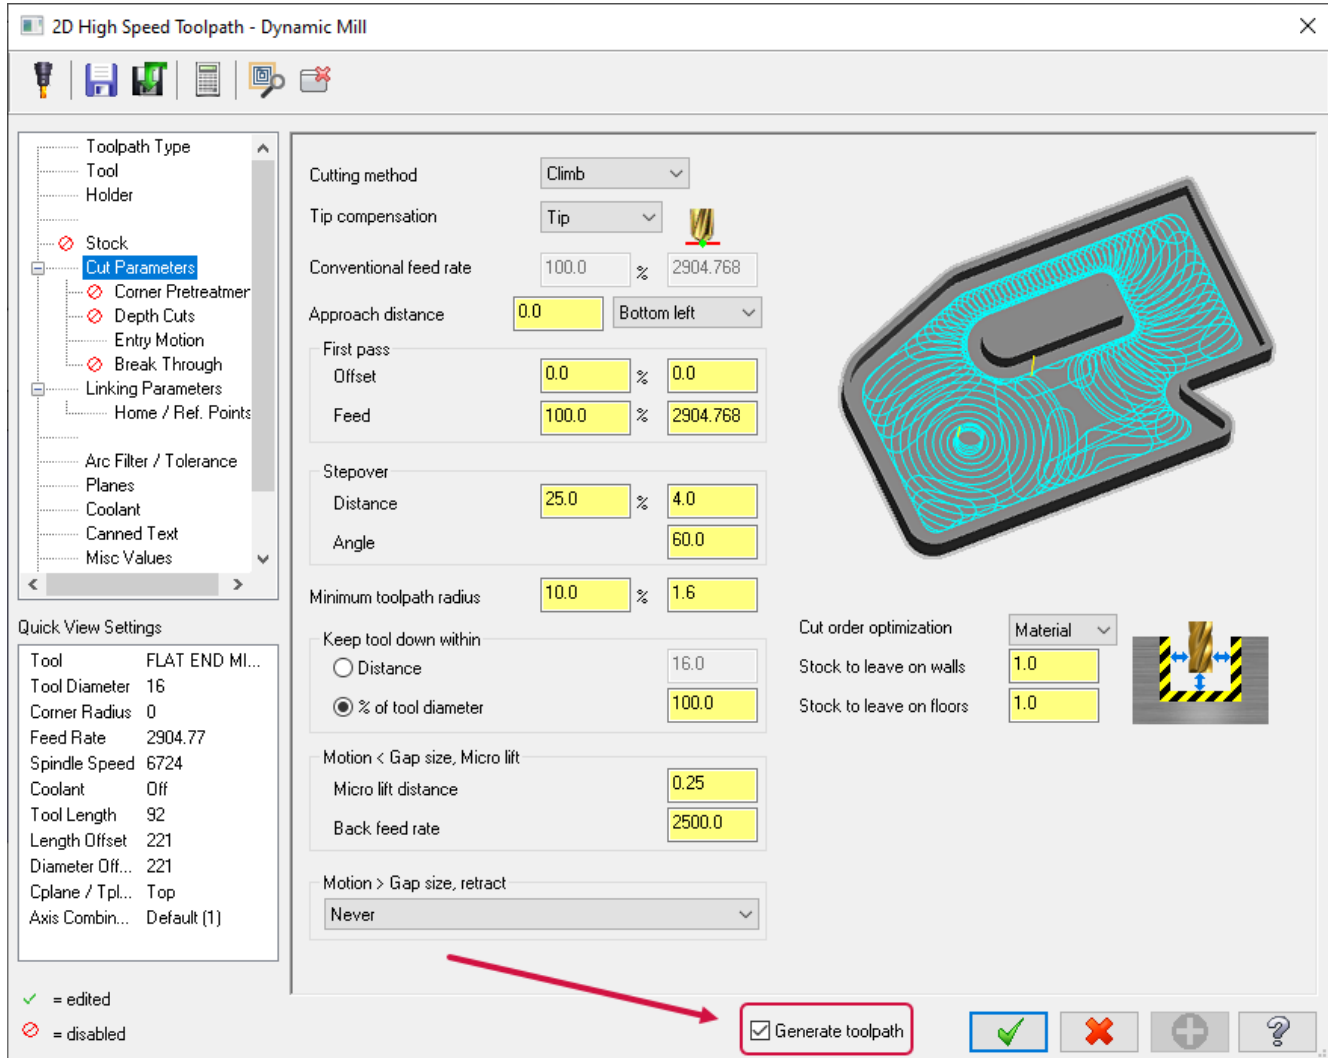 2D High Speed Toolpath - Dynamic Mill
Toolpath Type
Tool
Holder
Stock
Cut Parameters
Corner Pretreatmer
Depth Cuts
Entry Motion
Break Through
Linking Parameters
Home / Ref. Points
Arc Filter / Tolerance
Planes
Coolant
Canned Text
Misc Values
Quick View Settings
Tool FLAT END MI...
Tool Diameter 16
Corner Radius 0
Feed Rate 2904.77
Spindle Speed 6724
Coolant Off
Tool Length 92
Length Offset 221
Diameter Off... 221
Cplane / Tpl... Top
Axis Combin... Default (1)
= edited
= disabled
Cutting method Climb
Tip compensation Tip
Conventional feed rate 100.0 % 2904.768
Approach distance 0.0 Bottom left
First pass
Offset 0.0 % 0.0
Feed 100.0 % 2904.768
Stepover
Distance 25.0 % 4.0
Angle 60.0
Minimum toolpath radius 10.0 % 1.6
Keep tool down within
Distance 16.0
% of tool diameter 100.0
Motion < Gap size, Micro lift
Micro lift distance 0.25
Back feed rate 2500.0
Motion > Gap size, retract
Never
Cut order optimization Material
Stock to leave on walls 1.0
Stock to leave on floors 1.0
Generate toolpath